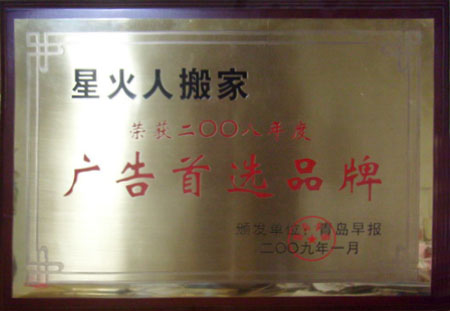 星火人搬家
荣获二〇〇八年度
广告首选品牌
颁发单位：青岛早报
二〇〇九年一月